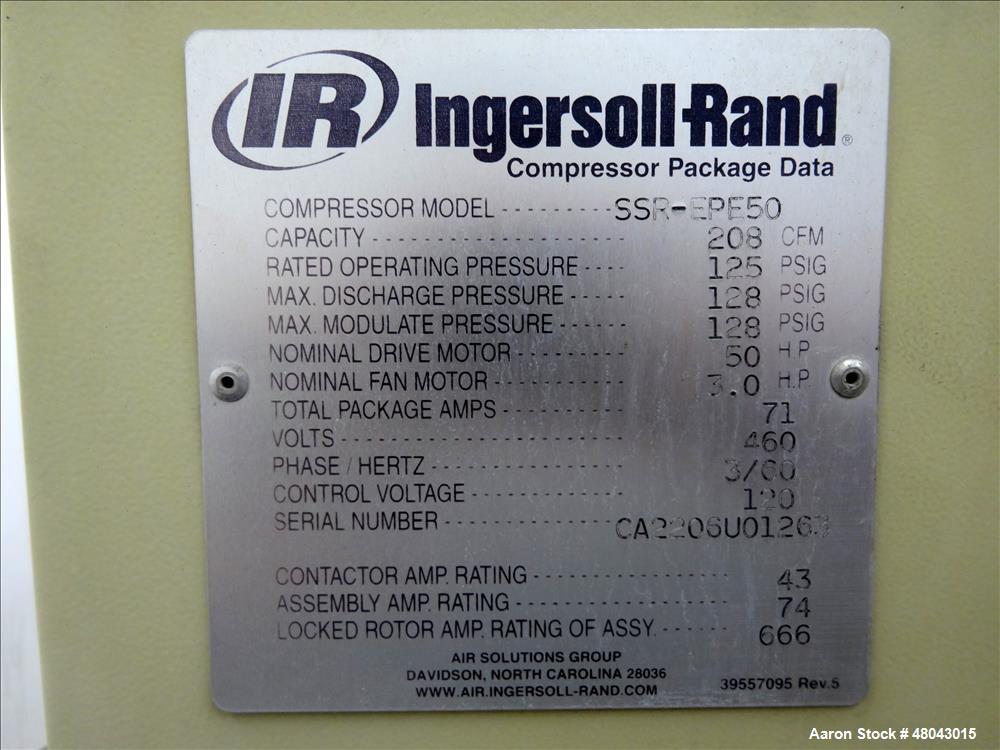 IR Ingersoll-Rand®
Compressor Package Data
COMPRESSOR MODEL - - - - - - - - - SSR-EPE50
CAPACITY - - - - - - - - - - - - - - - - - - - - 208 CFM
RATED OPERATING PRESSURE - - - - 125 PSIG
MAX. DISCHARGE PRESSURE - - - - - 128 PSIG
MAX. MODULATE PRESSURE - - - - - - 128 PSIG
NOMINAL DRIVE MOTOR - - - - - - - - - 50 H.P
NOMINAL FAN MOTOR - - - - - - - - - - - 3.0 H.P.
TOTAL PACKAGE AMPS - - - - - - - - - - 71
VOLTS - - - - - - - - - - - - - - - - - - - - - - 460
PHASE / HERTZ - - - - - - - - - - - - - - - 3/60
CONTROL VOLTAGE - - - - - - - - - - - - 120
SERIAL NUMBER - - - - - - - - - - - - - - CA2206U01263
CONTACTOR AMP. RATING - - - - - - - - - - - - - - - - 43
ASSEMBLY AMP. RATING - - - - - - - - - - - - - - - - - 74
LOCKED ROTOR AMP. RATING OF ASSY. - - - - - - 666
AIR SOLUTIONS GROUP
DAVIDSON, NORTH CAROLINA 28036
WWW.AIR.INGERSOLL-RAND.COM
39557095 Rev.5
Aaron Stock # 48043015